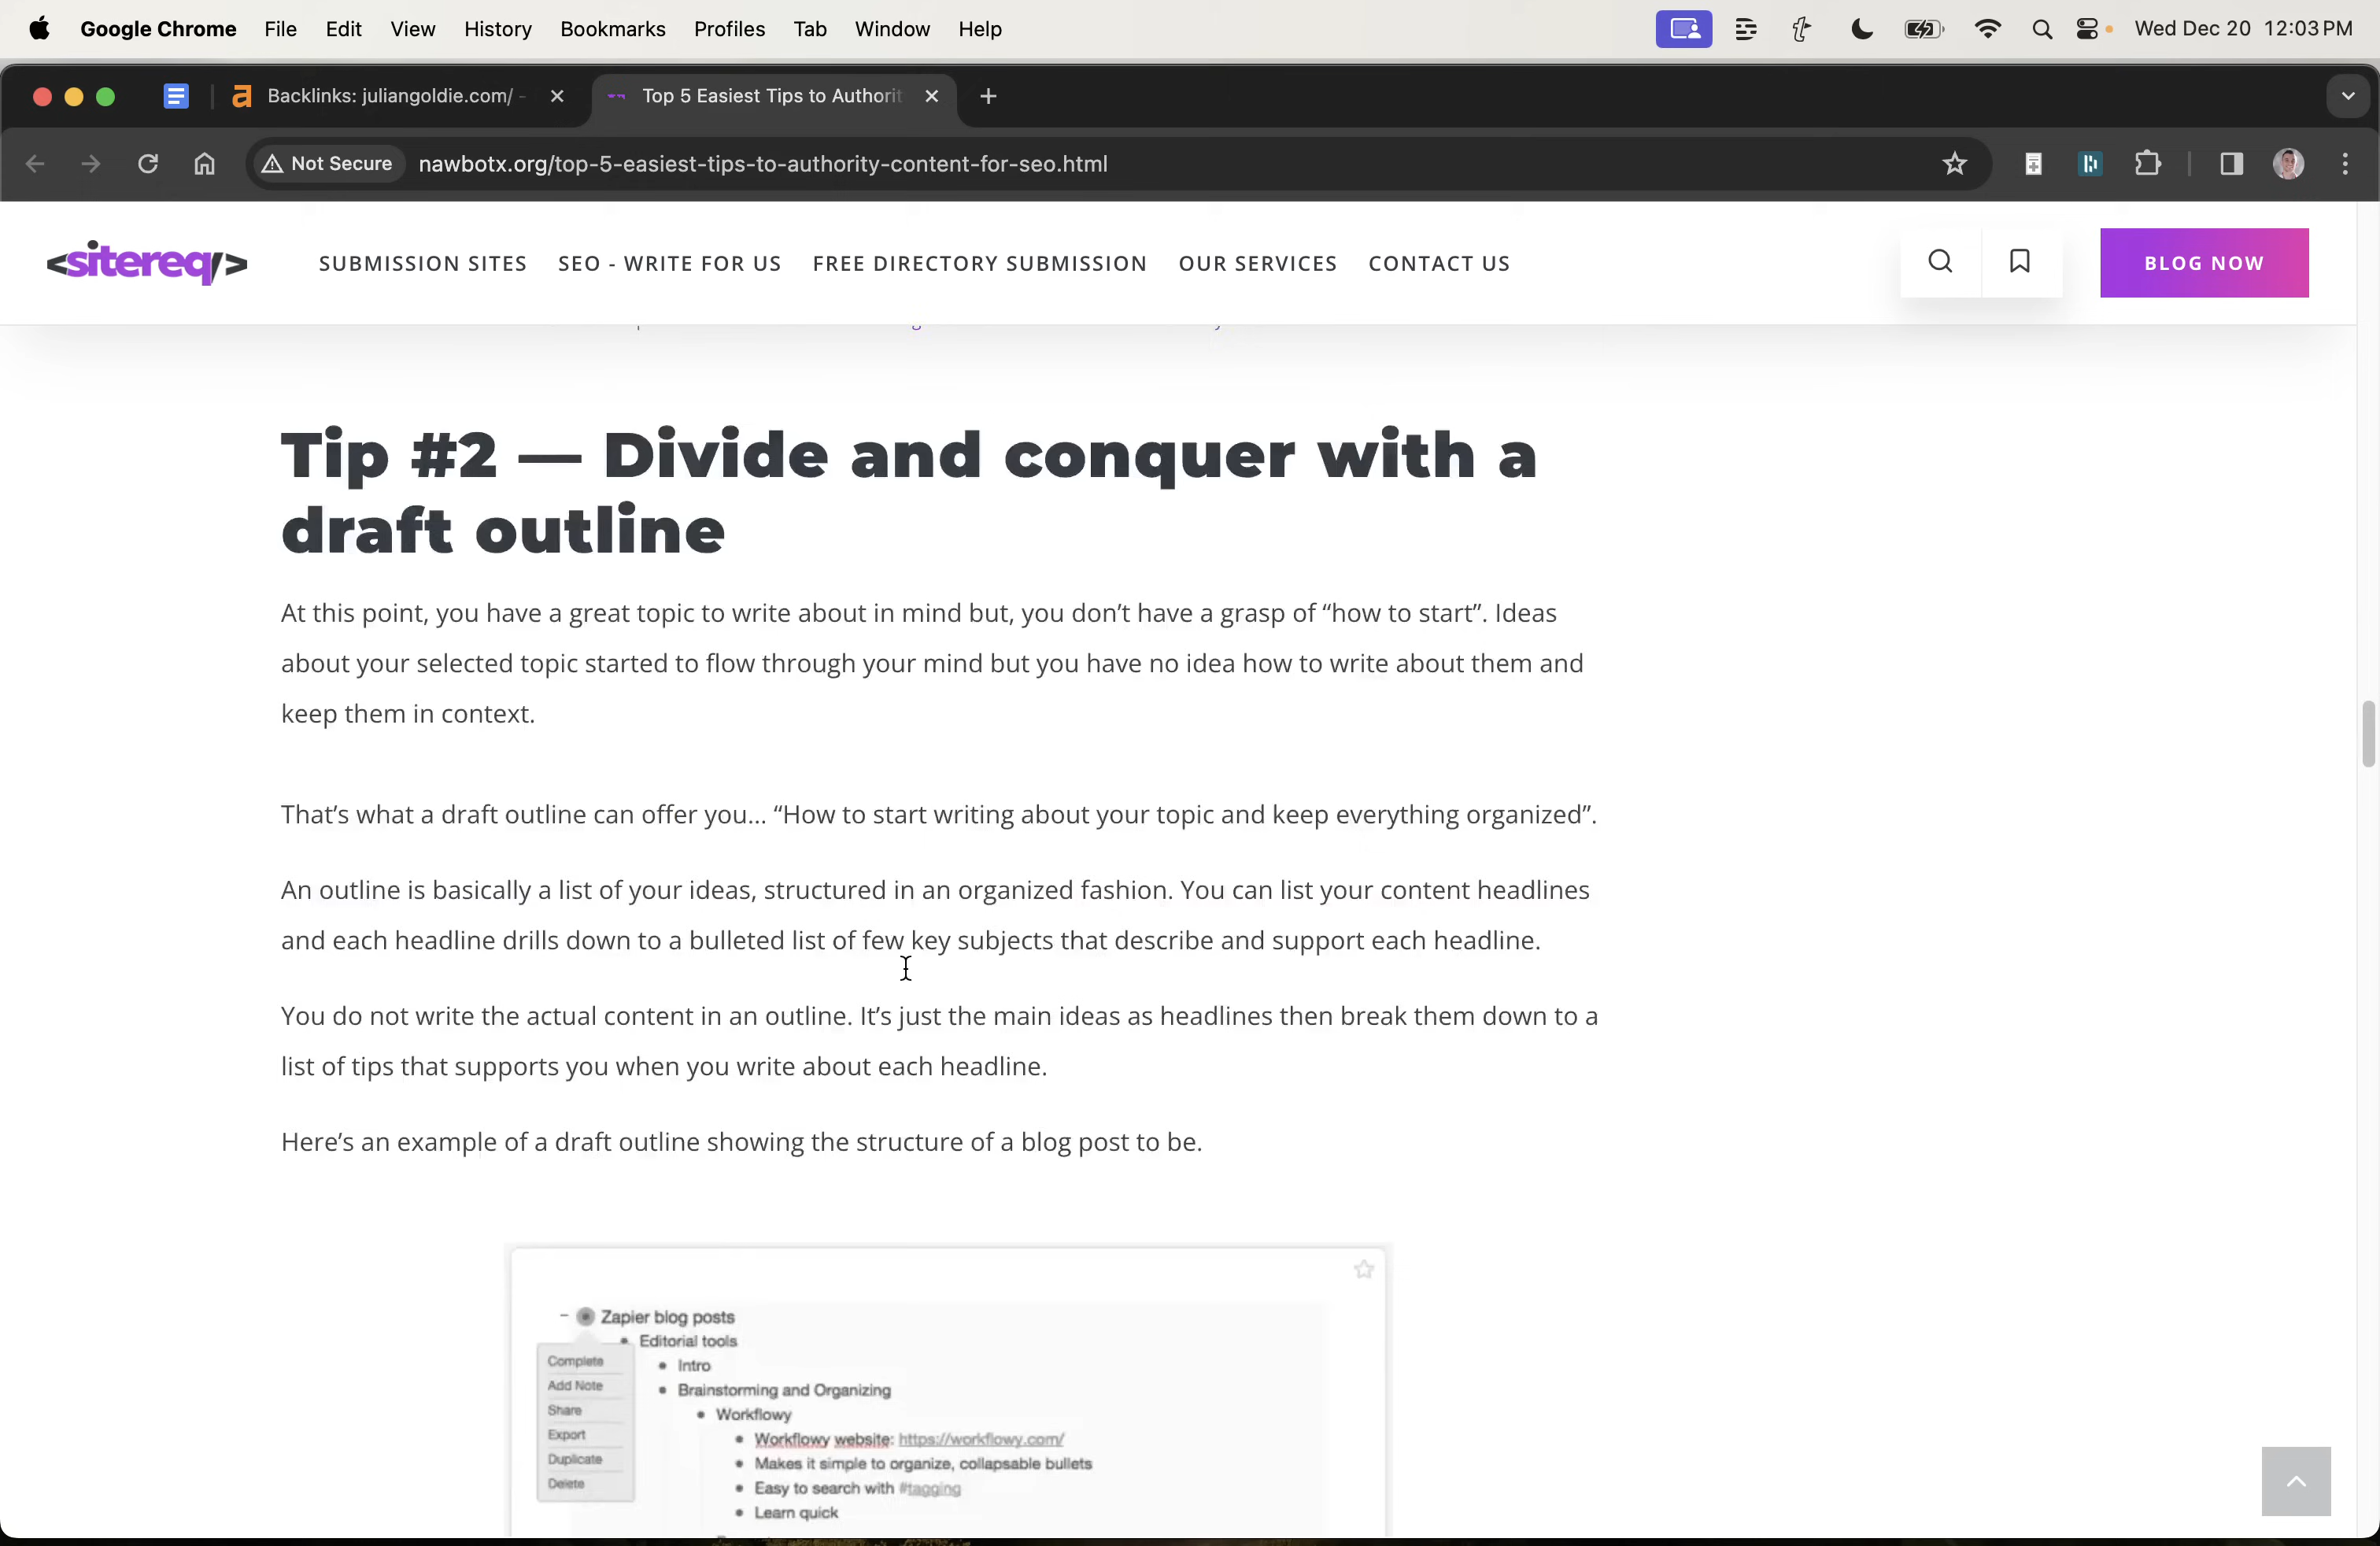 Google Chrome File Edit View History Bookmarks Profiles Tab Window Help Wed Dec 20 12:03 PM
Backlinks: juliangoldie.com/ - Top 5 Easiest Tips to Authorit
Not Secure nawbotx.org/top-5-easiest-tips-to-authority-content-for-seo.html
<sitereq/> SUBMISSION SITES SEO - WRITE FOR US FREE DIRECTORY SUBMISSION OUR SERVICES CONTACT US BLOG NOW
Tip #2 — Divide and conquer with a
draft outline
At this point, you have a great topic to write about in mind but, you don’t have a grasp of “how to start”. Ideas
about your selected topic started to flow through your mind but you have no idea how to write about them and
keep them in context.
That’s what a draft outline can offer you… “How to start writing about your topic and keep everything organized”.
An outline is basically a list of your ideas, structured in an organized fashion. You can list your content headlines
and each headline drills down to a bulleted list of few key subjects that describe and support each headline.
You do not write the actual content in an outline. It’s just the main ideas as headlines then break them down to a
list of tips that supports you when you write about each headline.
Here’s an example of a draft outline showing the structure of a blog post to be.
Zapier blog posts
Editorial tools
Complete
Intro
Add Note
Brainstorming and Organizing
Share
Workflowy
Export
Workflowy website: https://workflowy.com/
Duplicate
Makes it simple to organize, collapsable bullets
Delete
Easy to search with #tagging
Learn quick